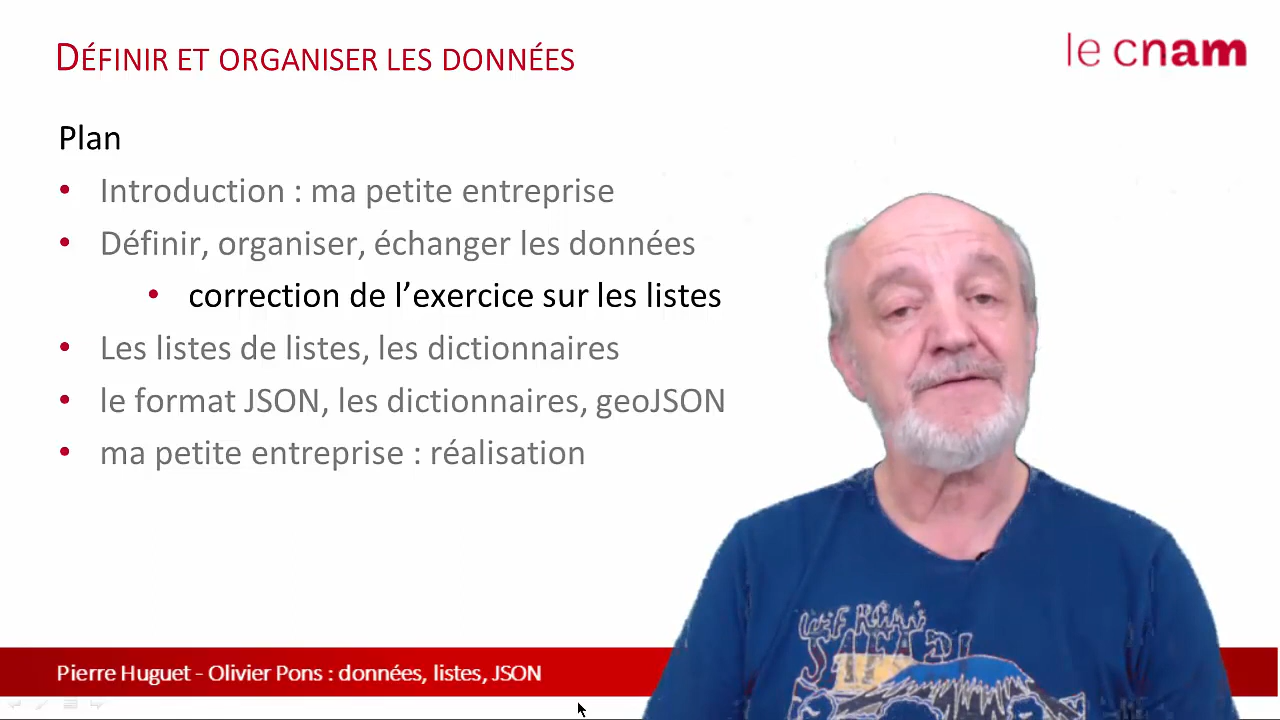 DÉFINIR ET ORGANISER LES DONNÉES
le cnam
Plan
• Introduction : ma petite entreprise
• Définir, organiser, échanger les données
• correction de l’exercice sur les listes
• Les listes de listes, les dictionnaires
• le format JSON, les dictionnaires, geoJSON
• ma petite entreprise : réalisation
SAFARI
Pierre Huguet - Olivier Pons : données, listes, JSON